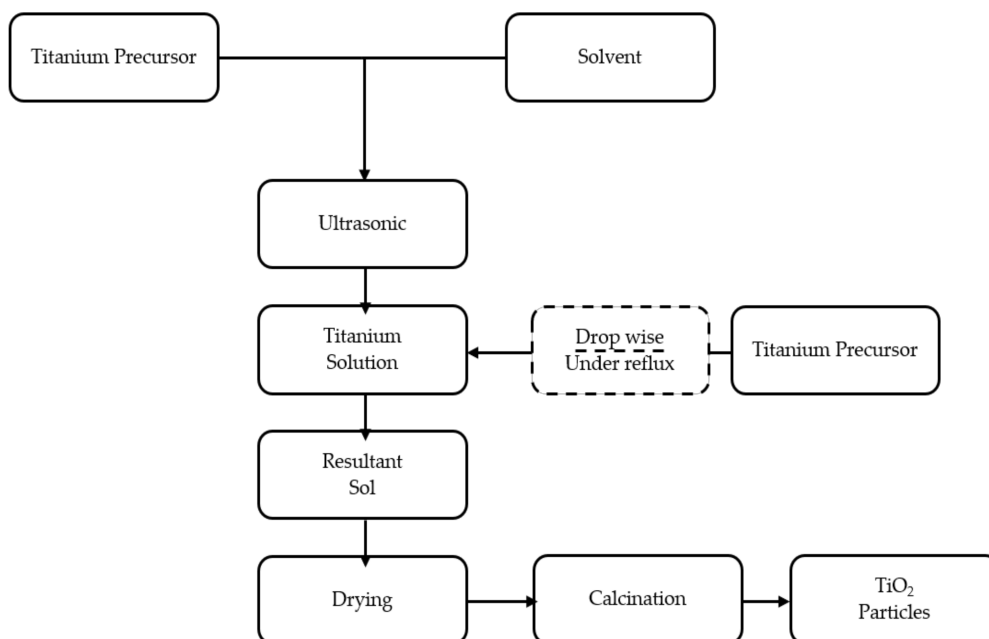 Titanium Precursor
Solvent
Ultrasonic
Titanium
Solution
Drop wise
Under reflux
Titanium Precursor
Resultant
Sol
Drying
Calcination
TiO₂
Particles